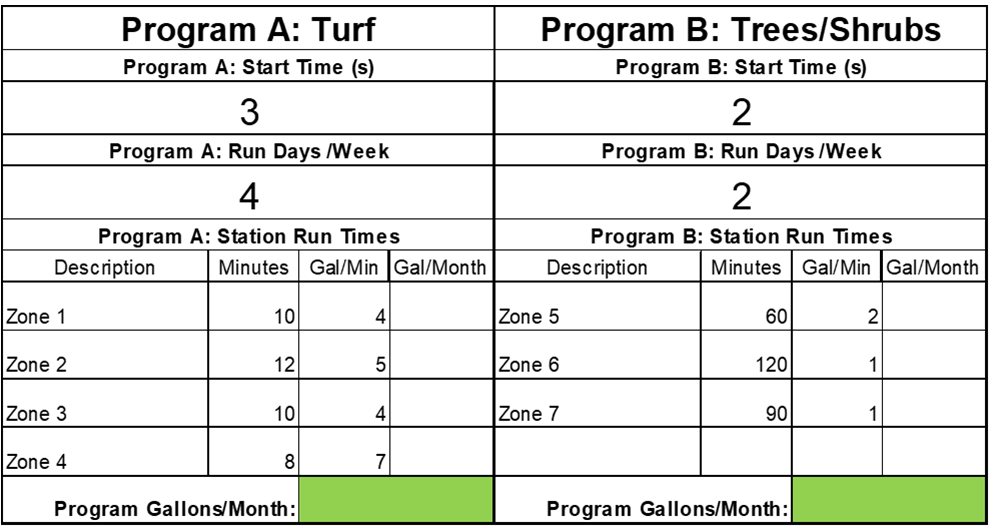 Program A: Turf Program B: Trees/Shrubs
Program A: Start Time (s) Program B: Start Time (s)
3 2
Program A: Run Days /Week Program B: Run Days /Week
4 2
Program A: Station Run Times Program B: Station Run Times
Description Minutes Gal/Min Gal/Month Description Minutes Gal/Min Gal/Month
Zone 1 10 4 Zone 5 60 2
Zone 2 12 5 Zone 6 120 1
Zone 3 10 4 Zone 7 90 1
Zone 4 8 7
Program Gallons/Month: Program Gallons/Month: